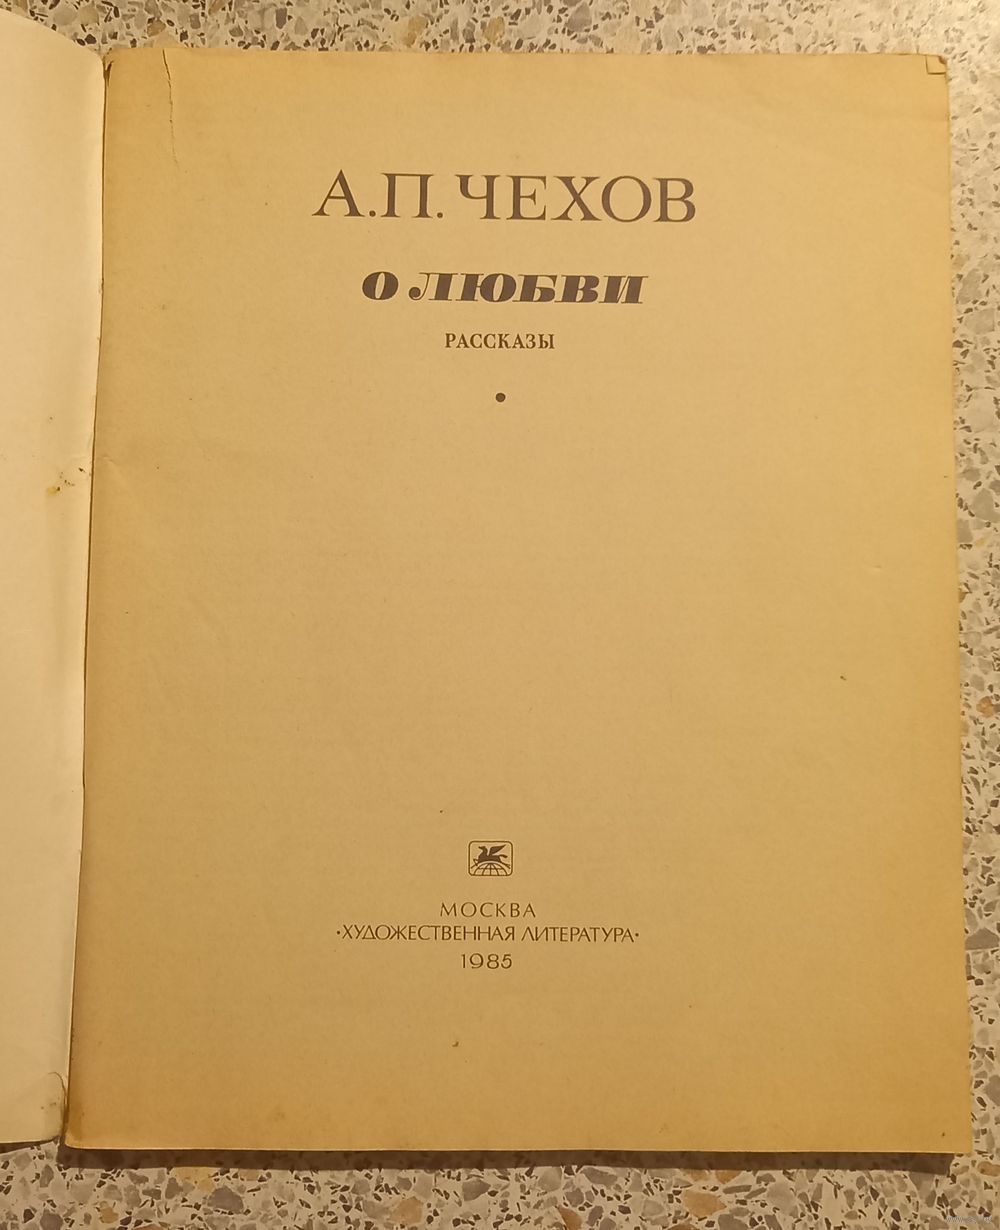 А.П. ЧЕХОВ
О ЛЮБВИ
РАССКАЗЫ
МОСКВА
·ХУДОЖЕСТВЕННАЯ ЛИТЕРАТУРА·
1985